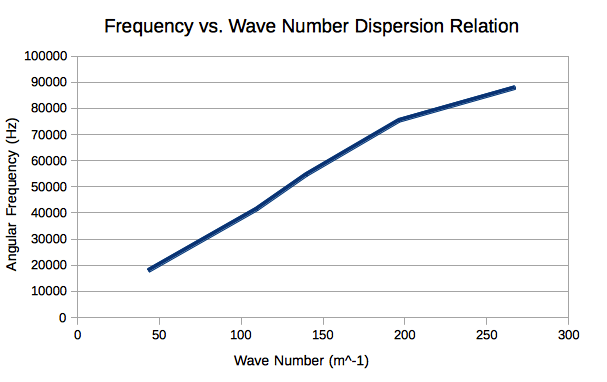 Frequency vs. Wave Number Dispersion Relation
100000
90000
80000
70000
60000
50000
40000
30000
20000
10000
0
Angular Frequency (Hz)
0 50 100 150 200 250 300
Wave Number (m^-1)